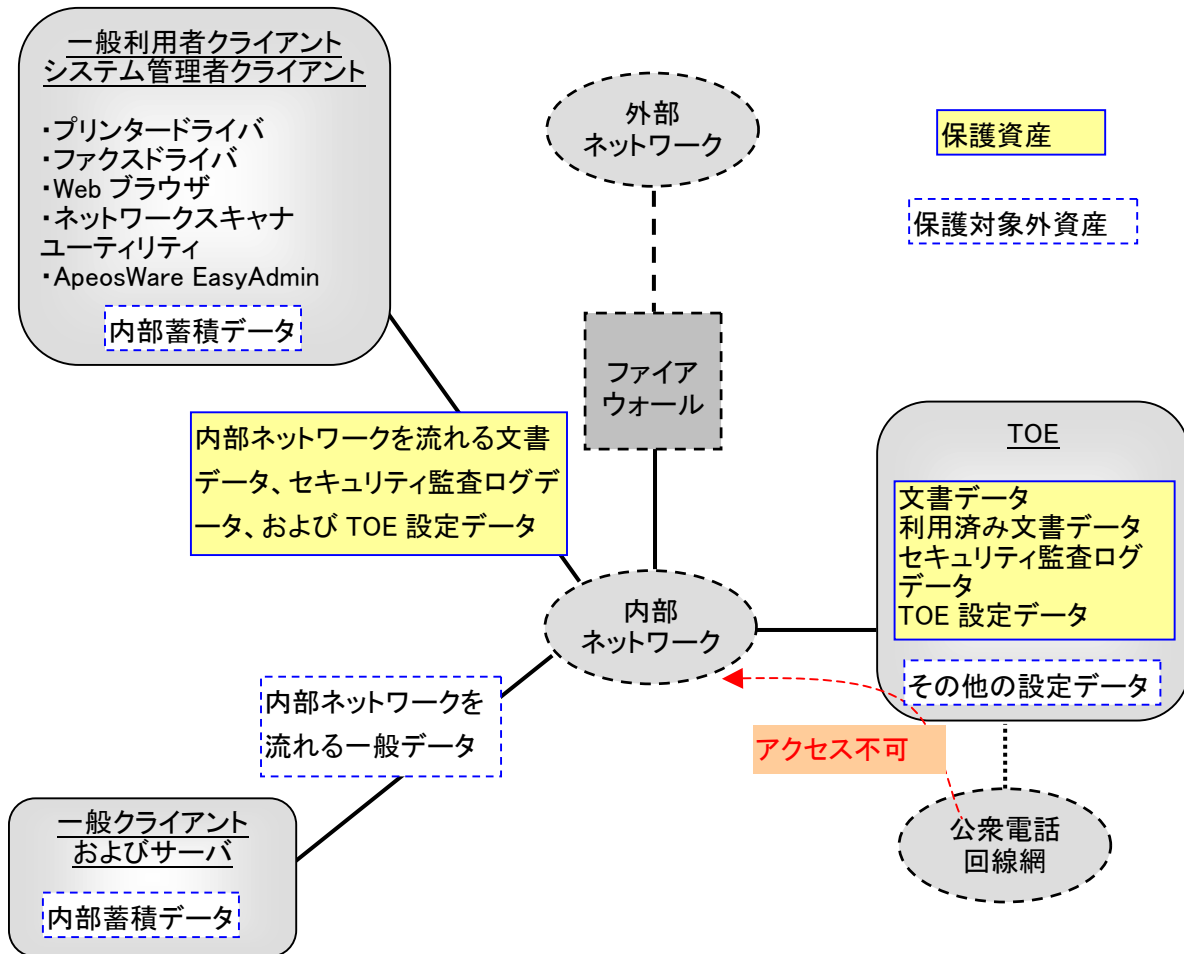 一般利用者クライアント
システム管理者クライアント
・プリンタードライバ
・ファクスドライバ
・Web ブラウザ
・ネットワークスキャナ
ユーティリティ
・ApeosWare EasyAdmin
内部蓄積データ
外部
ネットワーク
保護資産
保護対象外資産
ファイア
ウォール
内部ネットワークを流れる文書
データ、セキュリティ監査ログデ
ータ、および TOE 設定データ
TOE
文書データ
利用済み文書データ
セキュリティ監査ログ
データ
TOE 設定データ
その他の設定データ
内部
ネットワーク
内部ネットワークを
流れる一般データ
アクセス不可
一般クライアント
およびサーバ
内部蓄積データ
公衆電話
回線網